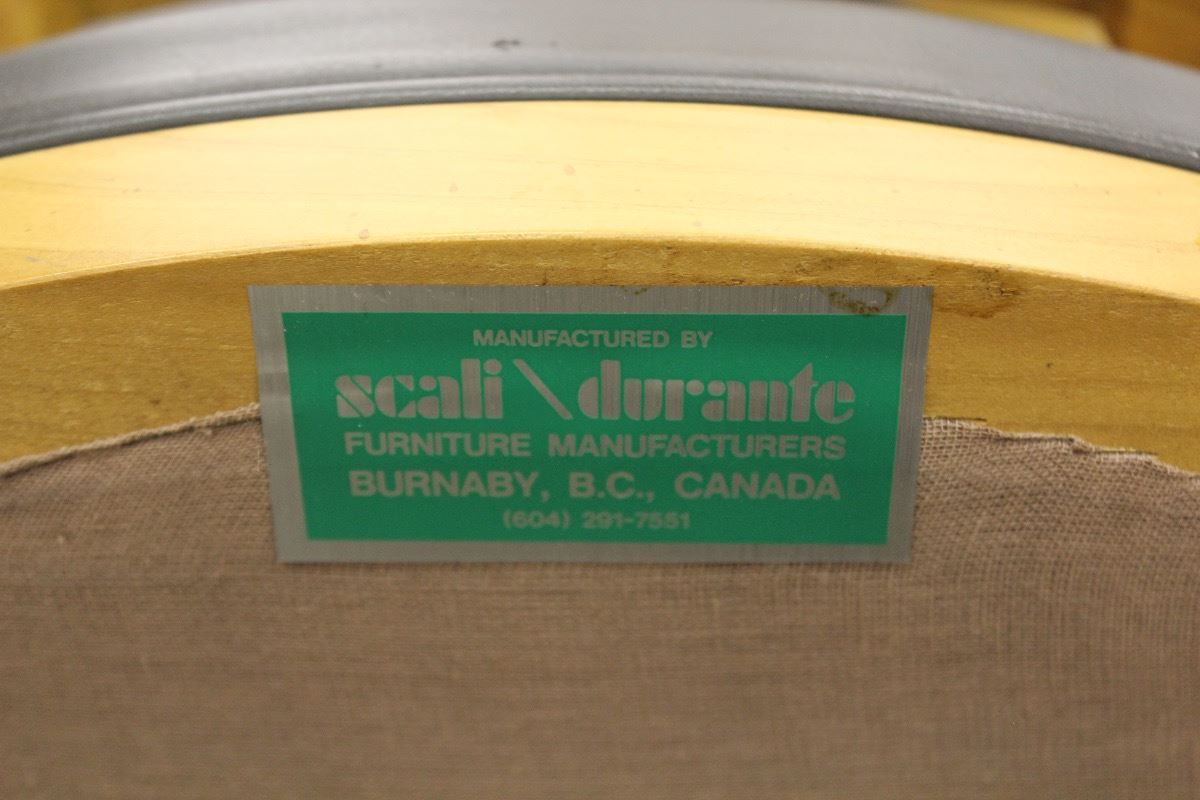 MANUFACTURED BY
scali \ durante
FURNITURE MANUFACTURERS
BURNABY, B.C., CANADA
(604) 291-7551